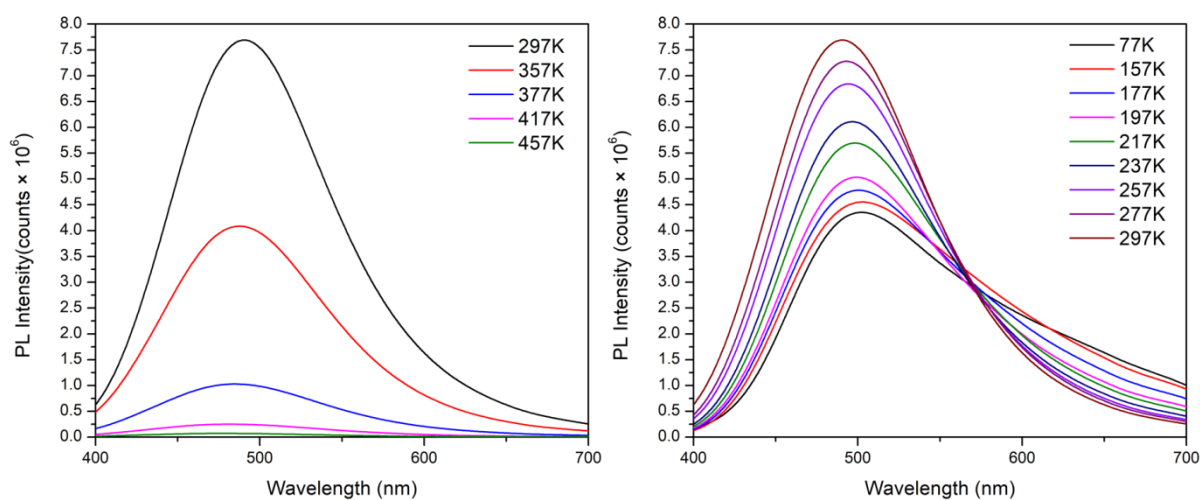 8.0
7.5
7.0
6.5
6.0
5.5
5.0
4.5
4.0
3.5
3.0
2.5
2.0
1.5
1.0
0.5
0.0
PL Intensity(counts × 10⁶)
297K
357K
377K
417K
457K
400 500 600 700
Wavelength (nm)
8.0
7.5
7.0
6.5
6.0
5.5
5.0
4.5
4.0
3.5
3.0
2.5
2.0
1.5
1.0
0.5
0.0
PL Intensity (counts × 10⁶)
77K
157K
177K
197K
217K
237K
257K
277K
297K
400 500 600 700
Wavelength (nm)